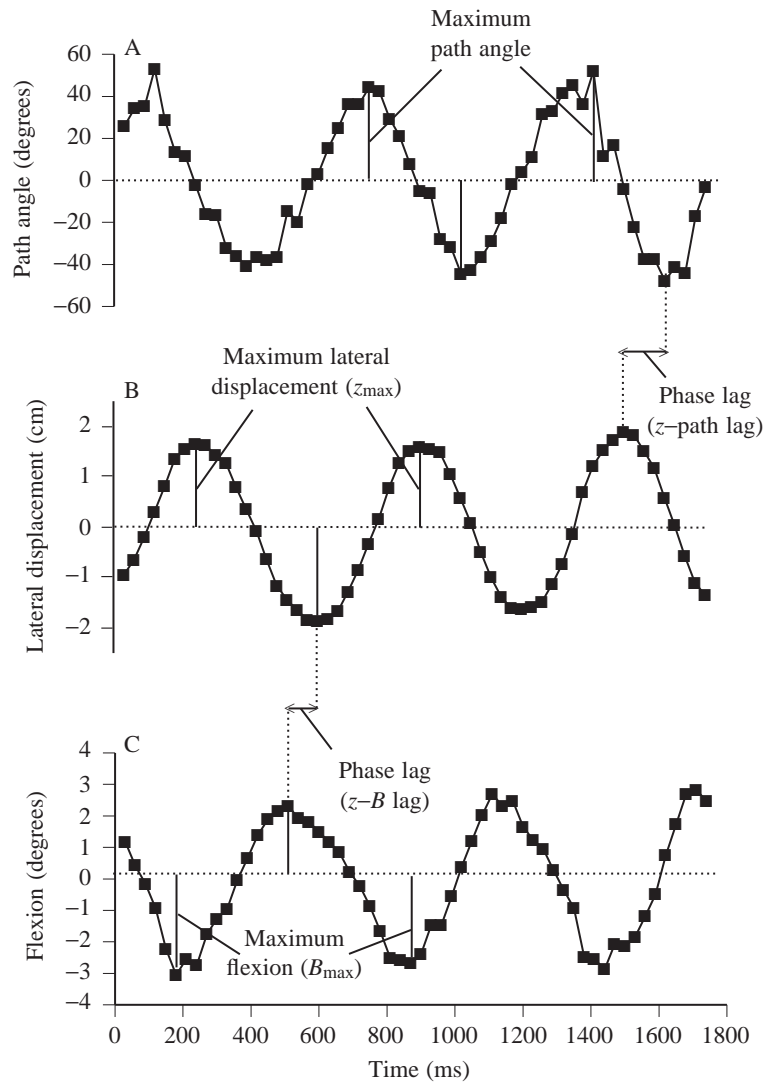 Maximum
path angle
A
60
40
20
0
−20
−40
−60
Path angle (degrees)
Maximum lateral
displacement (zmax)
B
Phase lag
(z−path lag)
2
1
0
−1
−2
Lateral displacement (cm)
C
Phase lag
(z−B lag)
4
3
2
1
0
−1
−2
−3
−4
Flexion (degrees)
Maximum
flexion (Bmax)
0 200 400 600 800 1000 1200 1400 1600 1800
Time (ms)